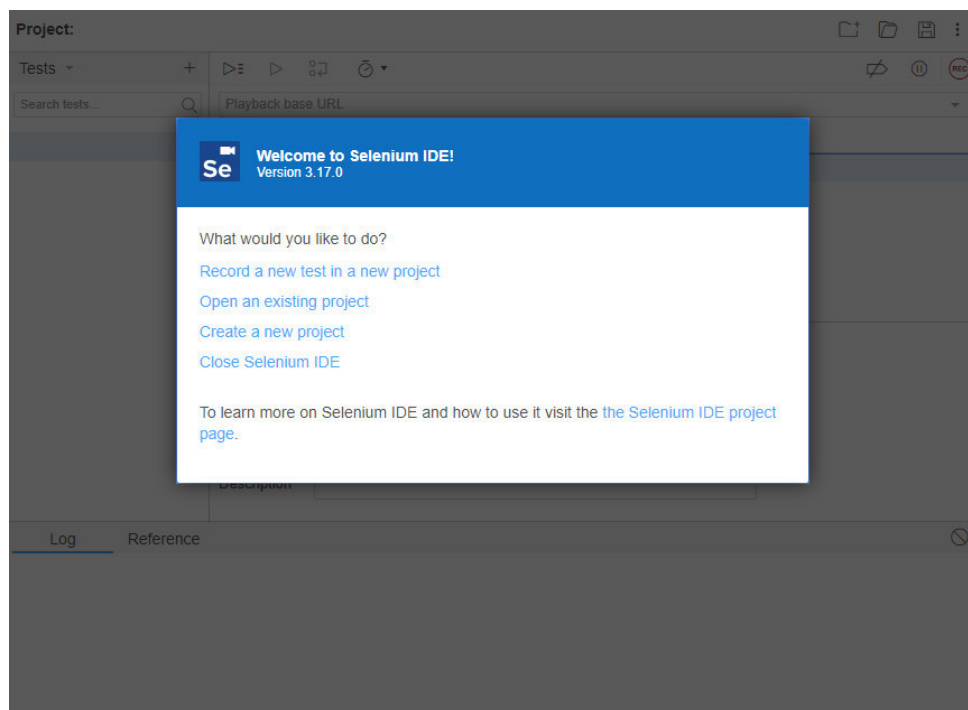 Project:
Tests
Search tests...
Playback base URL
REC
Se
Welcome to Selenium IDE!
Version 3.17.0
What would you like to do?
Record a new test in a new project
Open an existing project
Create a new project
Close Selenium IDE
To learn more on Selenium IDE and how to use it visit the the Selenium IDE project
page.
Description
Log
Reference